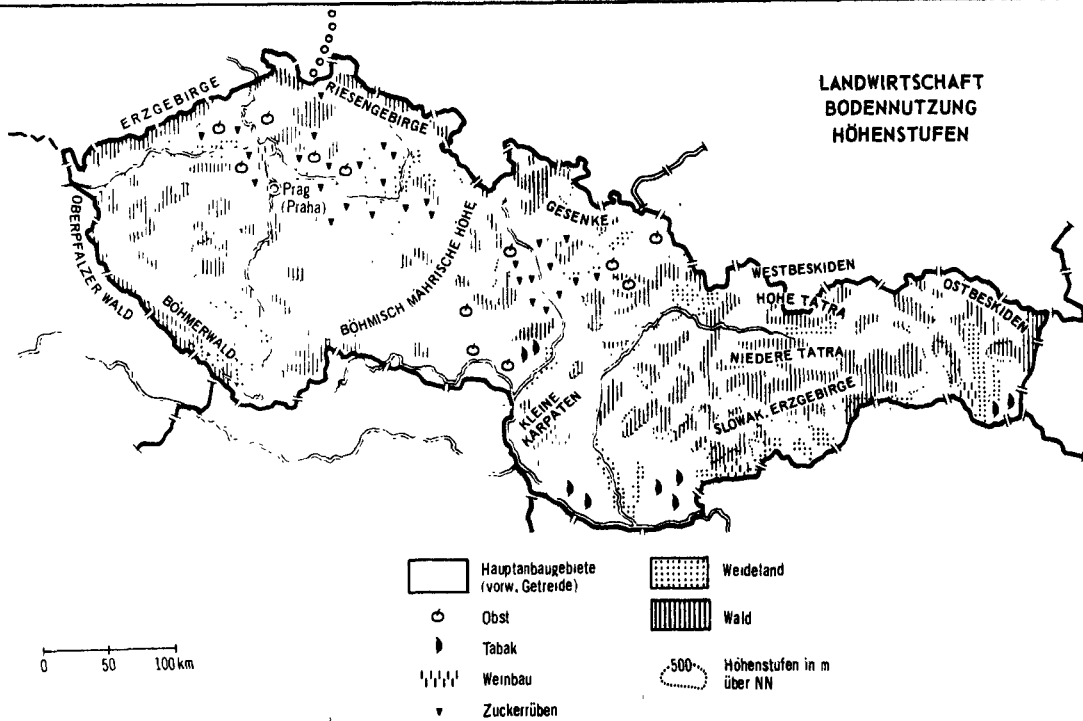 LANDWIRTSCHAFT
BODENNUTZUNG
HÖHENSTUFEN
ERZGEBIRGE
RIESENGEBIRGE
Prag
(Praha)
OBERPFÄLZER WALD
BÖHMERWALD
BÖHMISCH MÄHRISCHE HÖHE
GESENKE
WESTBESKIDEN
HOHE TATRA
OSTBESKIDEN
NIEDERE TATRA
SLOWAK. ERZGEBIRGE
KLEINE
KARPATEN
Hauptanbaugebiete
(vorw. Getreide)
Obst
Tabak
Weinbau
Zuckerrüben
Weideland
Wald
500
Höhenstufen in m
über NN
0 50 100 km